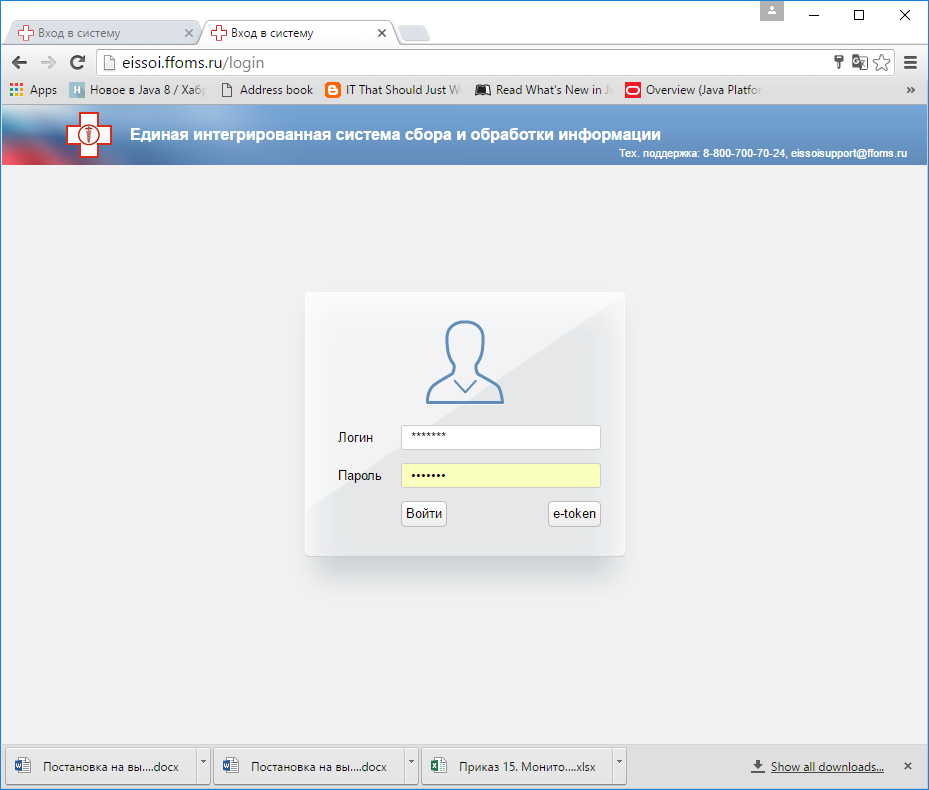 Вход в систему
Вход в систему
eissoi.ffoms.ru/login
Apps
Новое в Java 8 / Хабр
Address book
IT That Should Just W
Read What's New in J
Overview (Java Platfor
»
Единая интегрированная система сбора и обработки информации
Тех. поддержка: 8-800-700-70-24, eissoisupport@ffoms.ru
Логин
*******
Пароль
•••••••
Войти
e-token
Постановка на вы....docx
Постановка на вы....docx
Приказ 15. Монито....xlsx
Show all downloads...